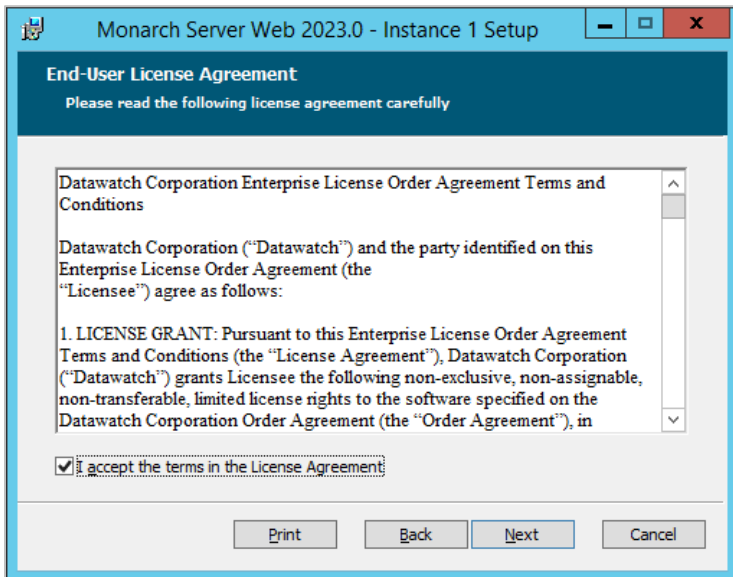 Monarch Server Web 2023.0 - Instance 1 Setup
End-User License Agreement
Please read the following license agreement carefully
Datawatch Corporation Enterprise License Order Agreement Terms and
Conditions
Datawatch Corporation (“Datawatch”) and the party identified on this
Enterprise License Order Agreement (the
“Licensee”) agree as follows:
1. LICENSE GRANT: Pursuant to this Enterprise License Order Agreement
Terms and Conditions (the “License Agreement”), Datawatch Corporation
(“Datawatch”) grants Licensee the following non-exclusive, non-assignable,
non-transferable, limited license rights to the software specified on the
Datawatch Corporation Order Agreement (the “Order Agreement”), in
I accept the terms in the License Agreement
Print Back Next Cancel